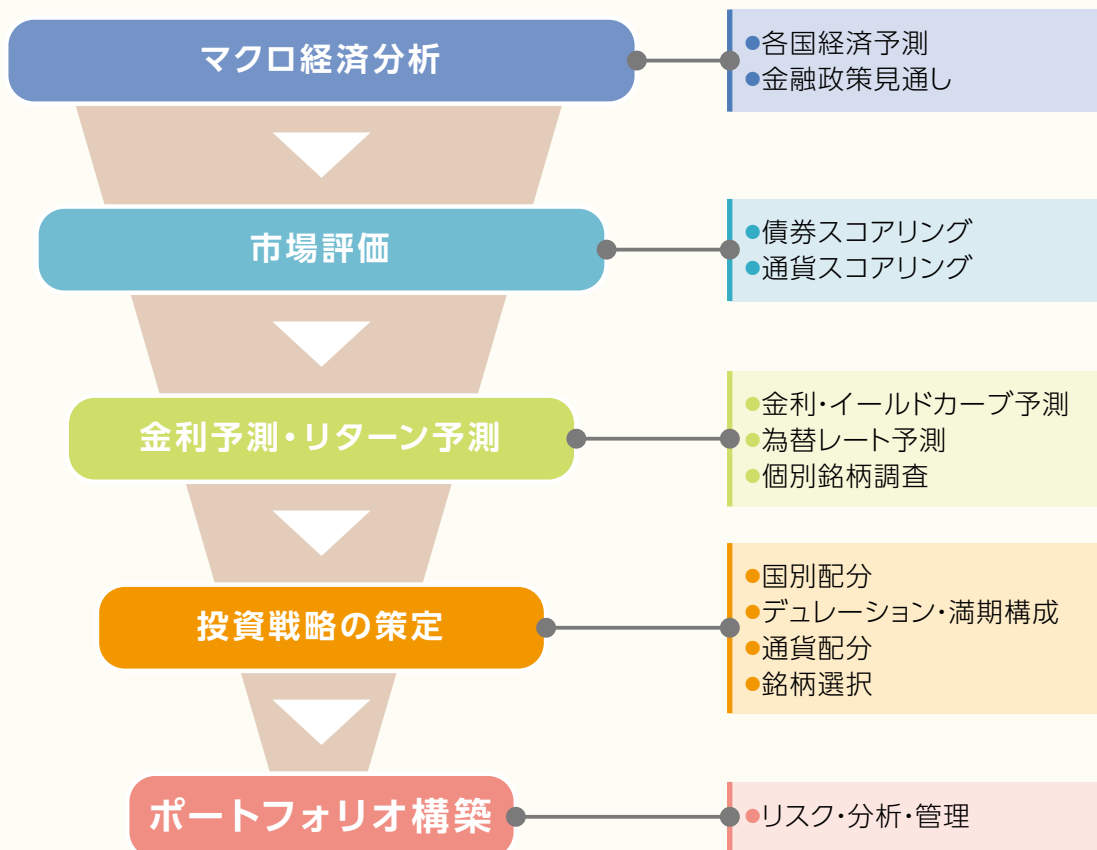 マクロ経済分析
●各国経済予測
●金融政策見通し
市場評価
●債券スコアリング
●通貨スコアリング
金利予測・リターン予測
●金利・イールドカーブ予測
●為替レート予測
●個別銘柄調査
投資戦略の策定
●国別配分
●デュレーション・満期構成
●通貨配分
●銘柄選択
ポートフォリオ構築
●リスク・分析・管理